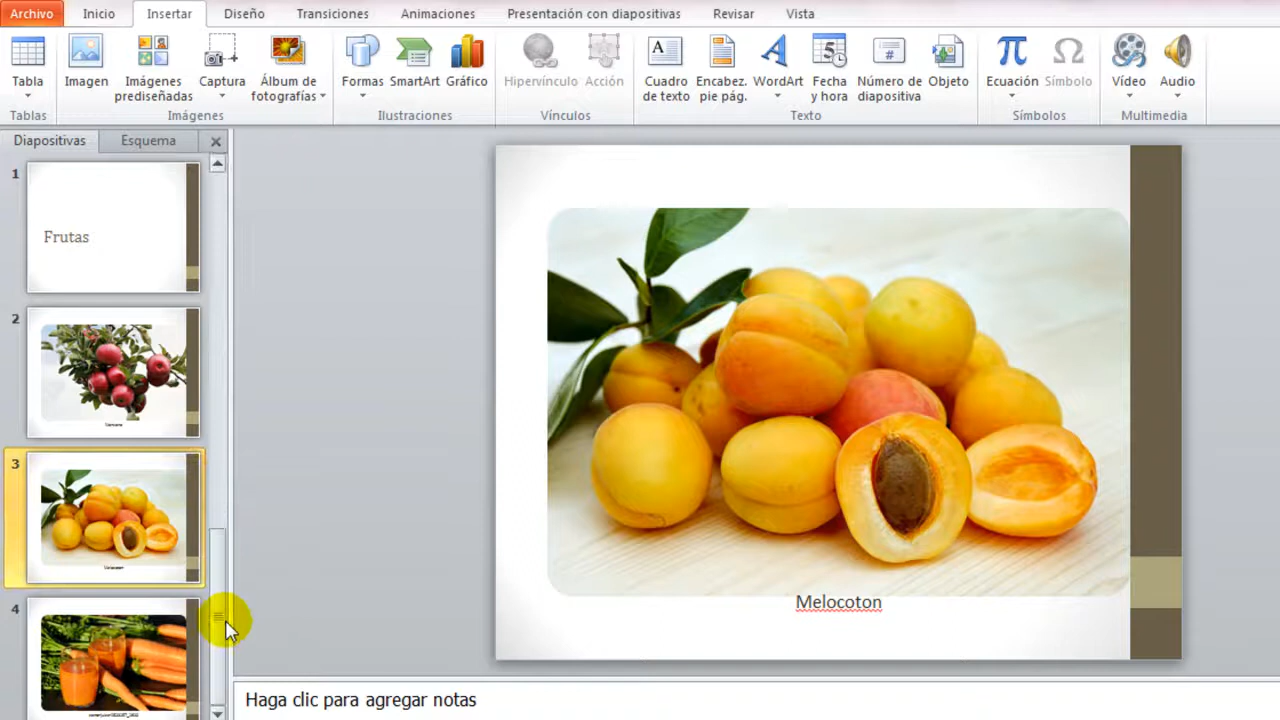 Archivo Inicio Insertar Diseño Transiciones Animaciones Presentación con diapositivas Revisar Vista
Tabla Imagen Imágenes prediseñadas Captura Álbum de fotografías Formas SmartArt Gráfico Hipervínculo Acción Cuadro de texto Encabez. pie pág. WordArt Fecha y hora Número de diapositiva Objeto Ecuación Símbolo Vídeo Audio
Tablas Imágenes Ilustraciones Vínculos Texto Símbolos Multimedia
Diapositivas Esquema
1
Frutas
2
3
4
Melocoton
Haga clic para agregar notas